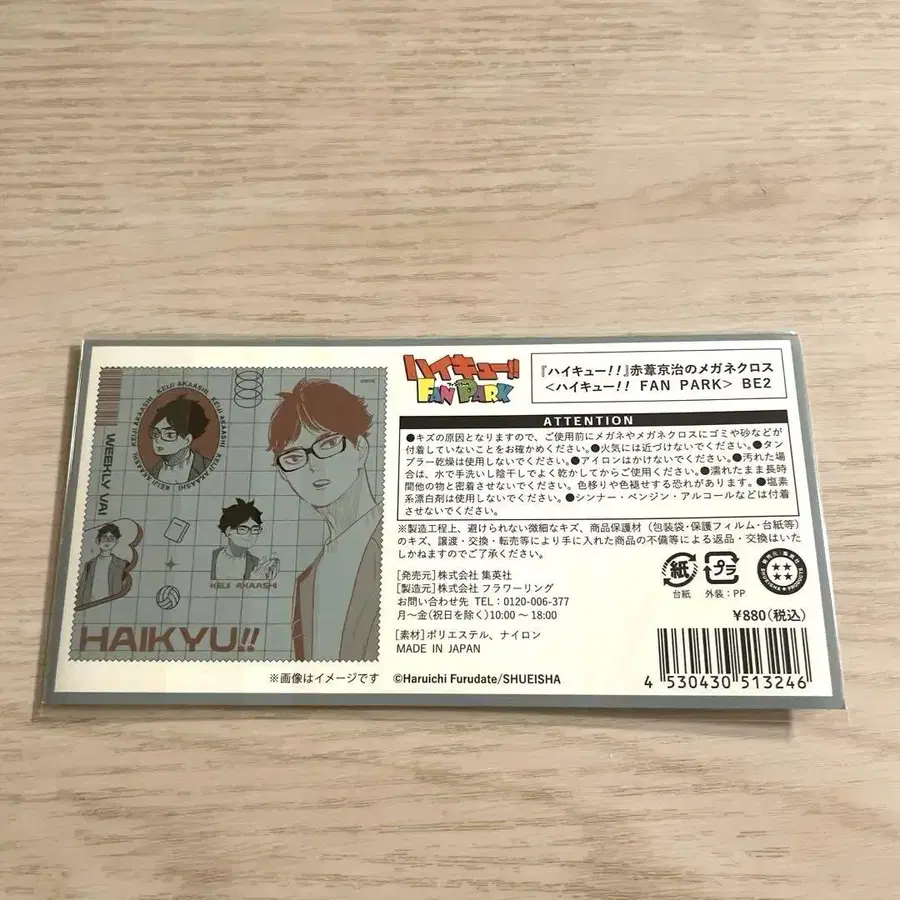 ハイキュー!!
FAN PARK
『ハイキュー!!』赤葦京治のメガネクロス
<ハイキュー!! FAN PARK> BE2
ATTENTION
●キズの原因となりますので、ご使用前にメガネやメガネクロスにゴミや砂などが
付着していないことをお確かめください。●火気には近づけないでください。●タン
ブラー乾燥は使用しないでください。●アイロンはかけないでください。●汚れた場
合は、水で手洗いし陰干しでよく乾かしてからご使用ください。●濡れたまま長時
間他の物と密着させないでください。色移りや色褪せする恐れがあります。●塩素
系漂白剤は使用しないでください。●シンナー・ベンジン・アルコールなどは付着
させないでください。
※製造工程上、避けられない微細なキズ、商品保護材(包装袋・保護フィルム・台紙等)
のキズ、譲渡・交換・転売等により手に入れた商品の不備等による返品・交換はいた
しかねますのでご了承ください。
[発売元]株式会社 集英社
[製造元]株式会社 フラワーリング
お問い合わせ先 TEL:0120-006-377
月~金(祝日を除く)10:00~18:00
[素材]ポリエステル、ナイロン
MADE IN JAPAN
紙
台紙
プラ
外装:PP
SHUEISHA PRODUCTS
¥880(税込)
4 530430 513246
KEIJI AKAASHI KEIJI AKAASHI KEIJI AKAASHI KEIJI AKAASHI
WEEKLY VAI
KEIJI AKAASHI
HAIKYU!!
※画像はイメージです
©Haruichi Furudate/SHUEISHA